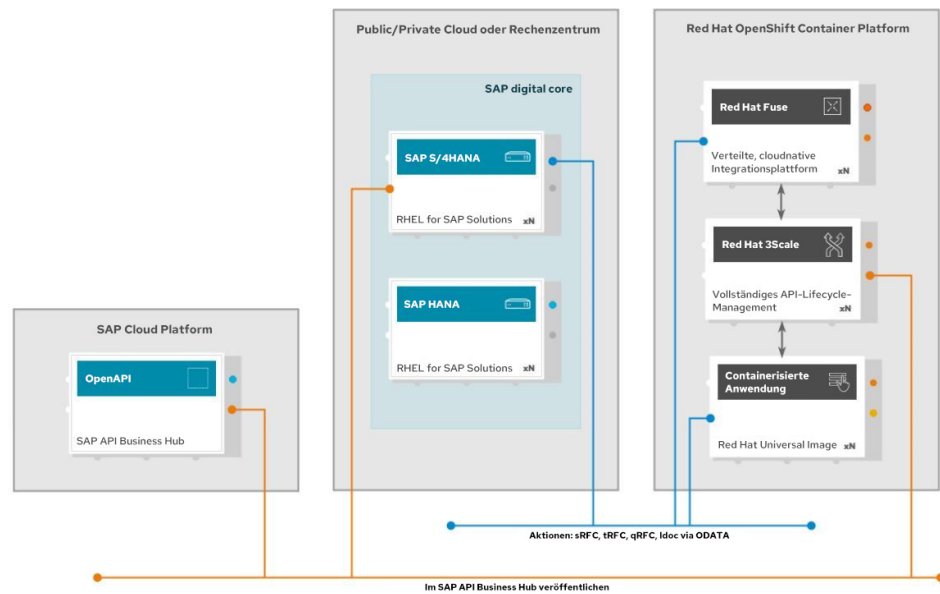 Public/Private Cloud oder Rechenzentrum
SAP digital core
SAP S/4HANA
RHEL for SAP Solutions xN
SAP HANA
RHEL for SAP Solutions xN
Red Hat OpenShift Container Platform
Red Hat Fuse
Verteilte, cloudnative
Integrationsplattform xN
Red Hat 3Scale
Vollständiges API-Lifecycle-
Management xN
Containerisierte
Anwendung
Red Hat Universal Image xN
SAP Cloud Platform
OpenAPI
SAP API Business Hub
Aktionen: sRFC, tRFC, qRFC, Idoc via ODATA
Im SAP API Business Hub veröffentlichen